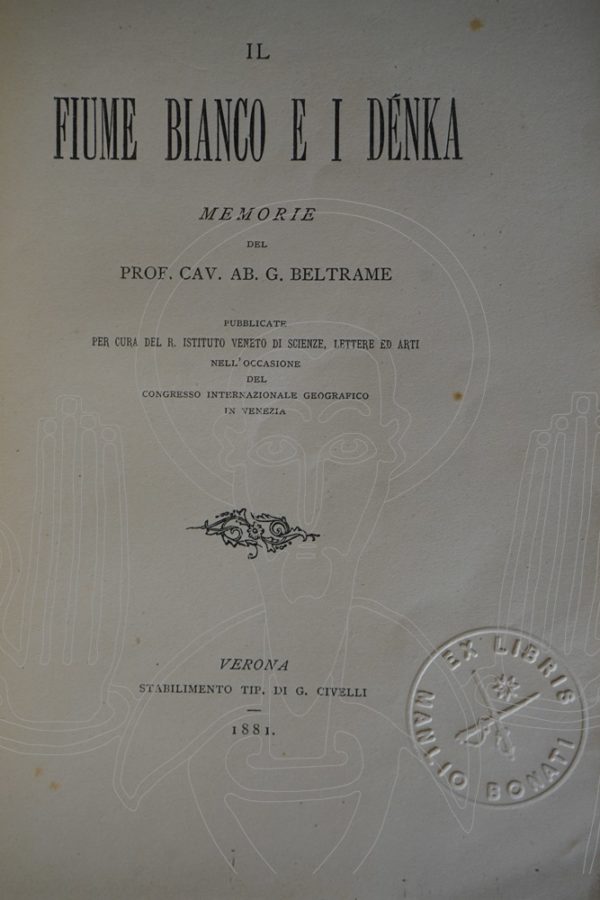 IL
FIUME BIANCO E I DÉNKA
MEMORIE
DEL
PROF. CAV. AB. G. BELTRAME
PUBBLICATE
PER CURA DEL R. ISTITUTO VENETO DI SCIENZE, LETTERE ED ARTI
NELL'OCCASIONE
DEL
CONGRESSO INTERNAZIONALE GEOGRAFICO
IN VENEZIA
VERONA
STABILIMENTO TIP. DI G. CIVELLI
1881.
EX LIBRIS
MANLIO BONATI